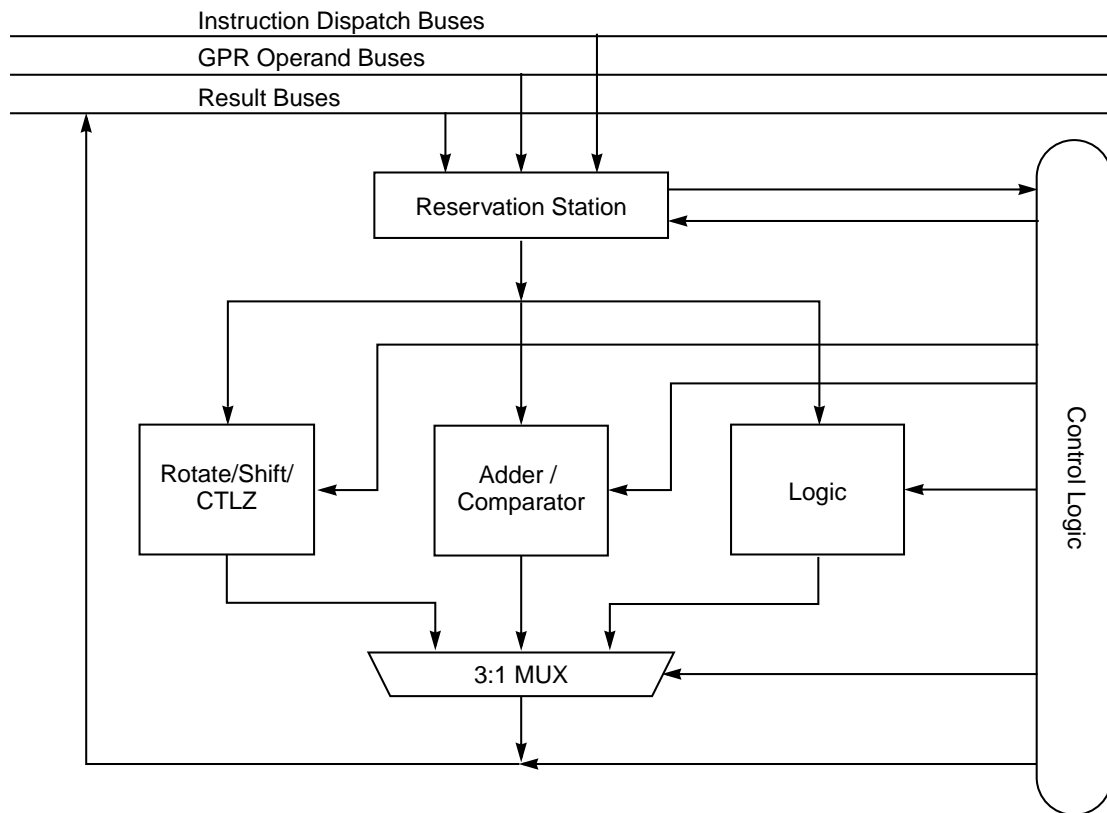 Instruction Dispatch Buses
GPR Operand Buses
Result Buses
Reservation Station
Rotate/Shift/
CTLZ
Adder /
Comparator
Logic
Control Logic
3:1 MUX